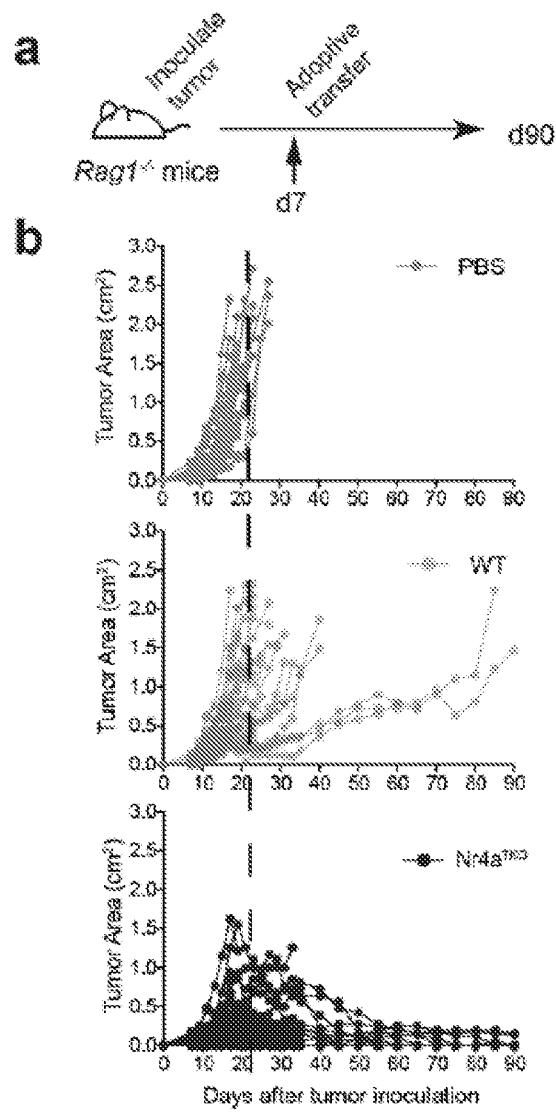 a
inoculate
tumor
Adoptive
transfer
Rag1-/- mice
d7
d90
b
Tumor Area (cm²)
3.0
2.5
2.0
1.5
1.0
0.5
0.0
PBS
0 10 20 30 40 50 60 70 80 90
Tumor Area (cm²)
3.0
2.5
2.0
1.5
1.0
0.5
0.0
WT
0 10 20 30 40 50 60 70 80 90
Tumor Area (cm²)
3.0
2.5
2.0
1.5
1.0
0.5
0.0
Nr4aTKO
0 10 20 30 40 50 60 70 80 90
Days after tumor inoculation